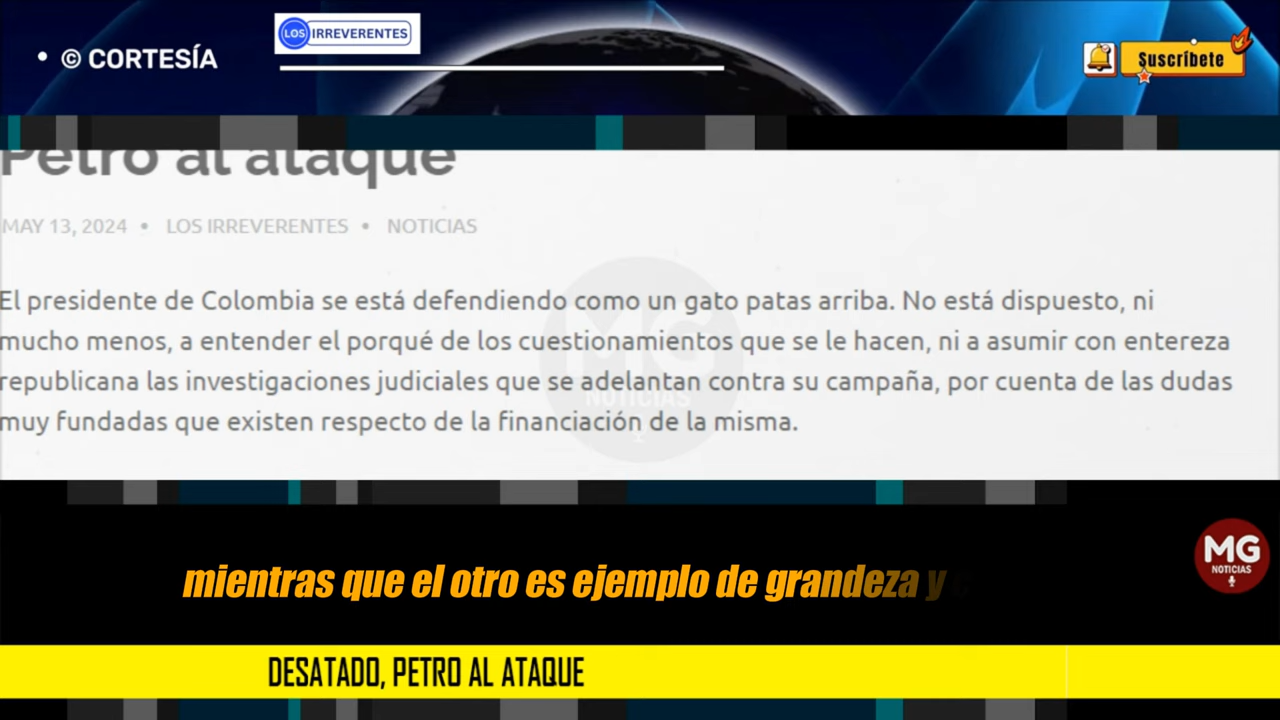 • © CORTESÍA
LOS IRREVERENTES
Suscríbete
Petro al ataque
MAY 13, 2024 • LOS IRREVERENTES • NOTICIAS
El presidente de Colombia se está defendiendo como un gato patas arriba. No está dispuesto, ni
mucho menos, a entender el porqué de los cuestionamientos que se le hacen, ni a asumir con entereza
republicana las investigaciones judiciales que se adelantan contra su campaña, por cuenta de las dudas
muy fundadas que existen respecto de la financiación de la misma.
MG
NOTICIAS
mientras que el otro es ejemplo de grandeza y
MG
NOTICIAS
DESATADO, PETRO AL ATAQUE